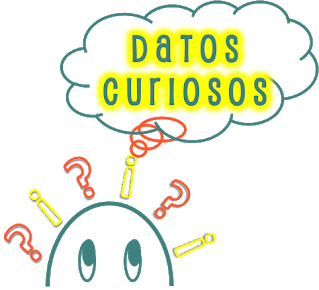 Datos
curiosos
¿ ? ¡ ! ? !